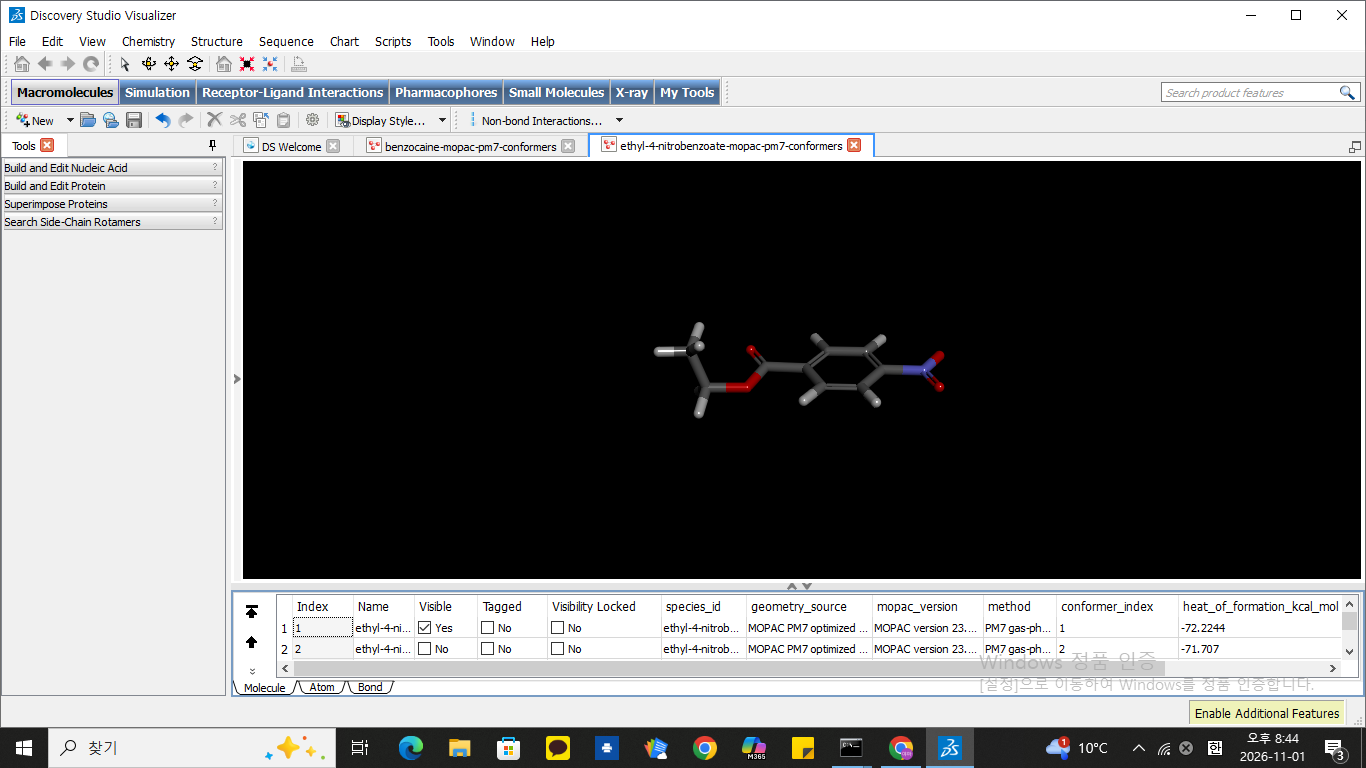 Discovery Studio Visualizer
File Edit View Chemistry Structure Sequence Chart Scripts Tools Window Help
Macromolecules Simulation Receptor-Ligand Interactions Pharmacophores Small Molecules X-ray My Tools Search product features
New Display Style... Non-bond Interactions...
Tools DS Welcome benzocaine-mopac-pm7-conformers ethyl-4-nitrobenzoate-mopac-pm7-conformers
Build and Edit Nucleic Acid ?
Build and Edit Protein ?
Superimpose Proteins ?
Search Side-Chain Rotamers ?
Index Name Visible Tagged Visibility Locked species_id geometry_source mopac_version method conformer_index heat_of_formation_kcal_mol
1 1 ethyl-4-ni... Yes No No ethyl-4-nitrob... MOPAC PM7 optimized ... MOPAC version 23.... PM7 gas-ph... 1 -72.2244
2 2 ethyl-4-ni... No No No ethyl-4-nitrob... MOPAC PM7 optimized ... MOPAC version 23.... PM7 gas-ph... 2 -71.707
Windows 정품 인증
[설정]으로 이동하여 Windows를 정품 인증합니다.
Molecule Atom Bond
Enable Additional Features
찾기 M365 1 10°C 한 오후 8:44
2026-11-01 3